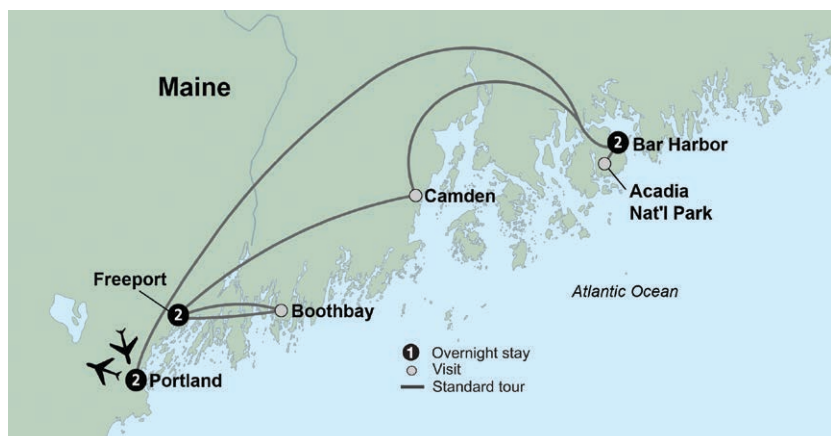 Maine
2 Bar Harbor
Acadia
Nat'l Park
Camden
Freeport
2
Boothbay
Atlantic Ocean
2 Portland
1 Overnight stay
Visit
Standard tour